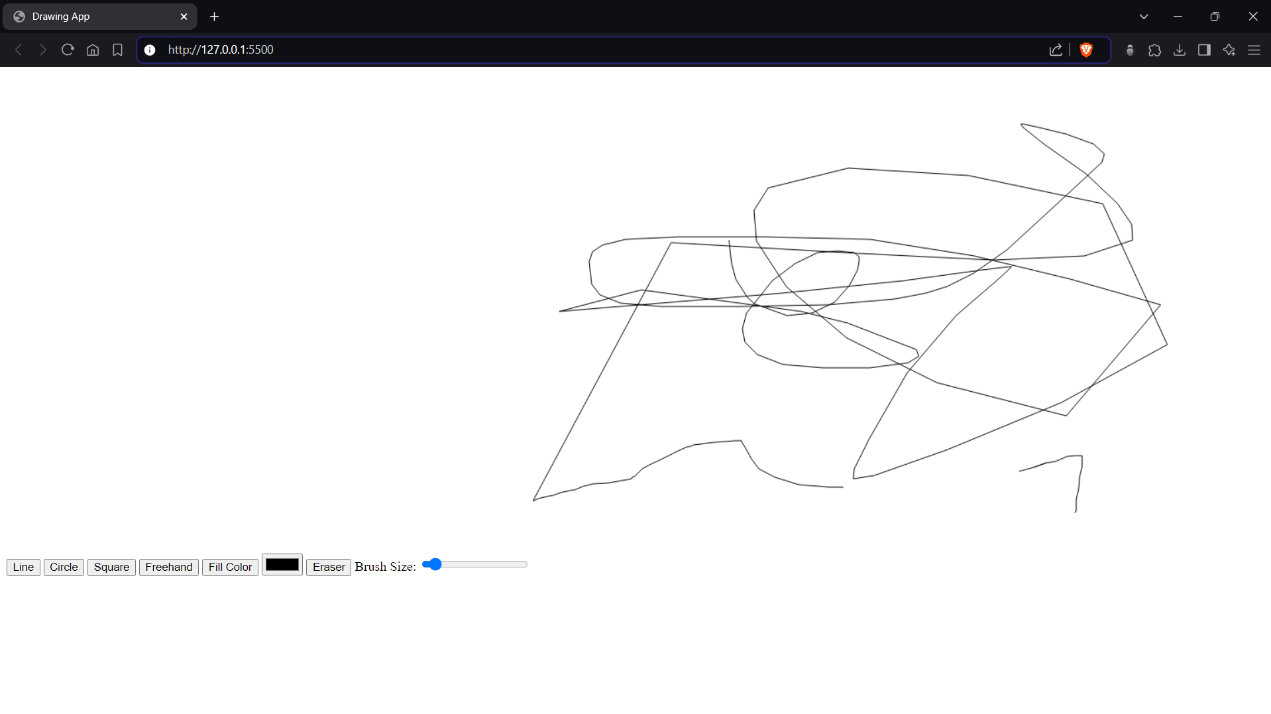 Drawing App
http://127.0.0.1:5500
Line Circle Square Freehand Fill Color Eraser Brush Size: